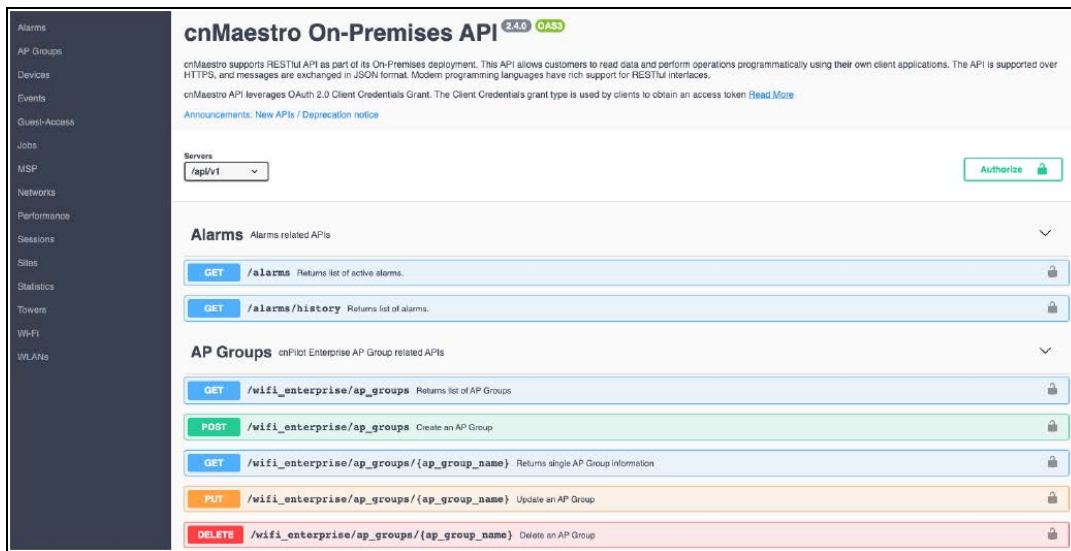 Alarms
AP Groups
Devices
Events
Guest-Access
Jobs
MSP
Networks
Performance
Sessions
Sites
Statistics
Towers
Wi-Fi
WLANs
cnMaestro On-Premises API 2.4.0 OAS3
cnMaestro supports RESTful API as part of its On-Premises deployment. This API allows customers to read data and perform operations programmatically using their own client applications. The API is supported over
HTTPS, and messages are exchanged in JSON format. Modern programming languages have rich support for RESTful interfaces.
cnMaestro API leverages OAuth 2.0 Client Credentials Grant. The Client Credentials grant type is used by clients to obtain an access token Read More
Announcements: New APIs / Deprecation notice
Servers
/api/v1
Authorize
Alarms Alarms related APIs
GET /alarms Returns list of active alarms.
GET /alarms/history Returns list of alarms.
AP Groups cnPilot Enterprise AP Group related APIs
GET /wifi_enterprise/ap_groups Returns list of AP Groups
POST /wifi_enterprise/ap_groups Create an AP Group
GET /wifi_enterprise/ap_groups/{ap_group_name} Returns single AP Group information
PUT /wifi_enterprise/ap_groups/{ap_group_name} Update an AP Group
DELETE /wifi_enterprise/ap_groups/{ap_group_name} Delete an AP Group